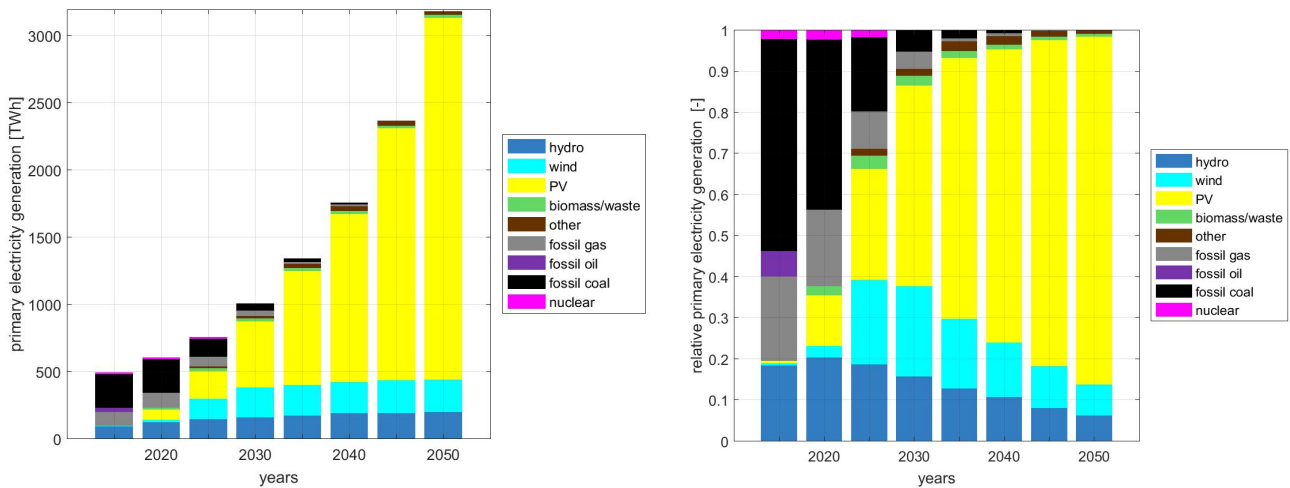 primary electricity generation [TWh]
3000
2500
2000
1500
1000
500
0
2020
2030
2040
2050
years
hydro
wind
PV
biomass/waste
other
fossil gas
fossil oil
fossil coal
nuclear
relative primary electricity generation [-]
1
0.9
0.8
0.7
0.6
0.5
0.4
0.3
0.2
0.1
0
2020
2030
2040
2050
years
hydro
wind
PV
biomass/waste
other
fossil gas
fossil oil
fossil coal
nuclear